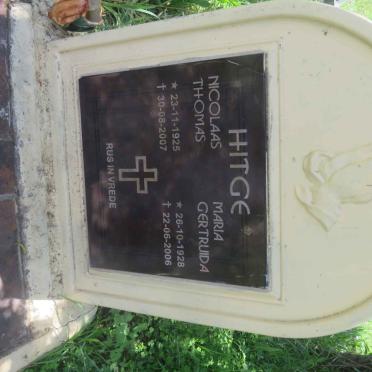 HITGE
NICOLAAS THOMAS
★ 23-11-1925
† 30-08-2007
MARIA GERTRUIDA
★ 26-10-1928
† 22-06-2006
RUS IN VREDE